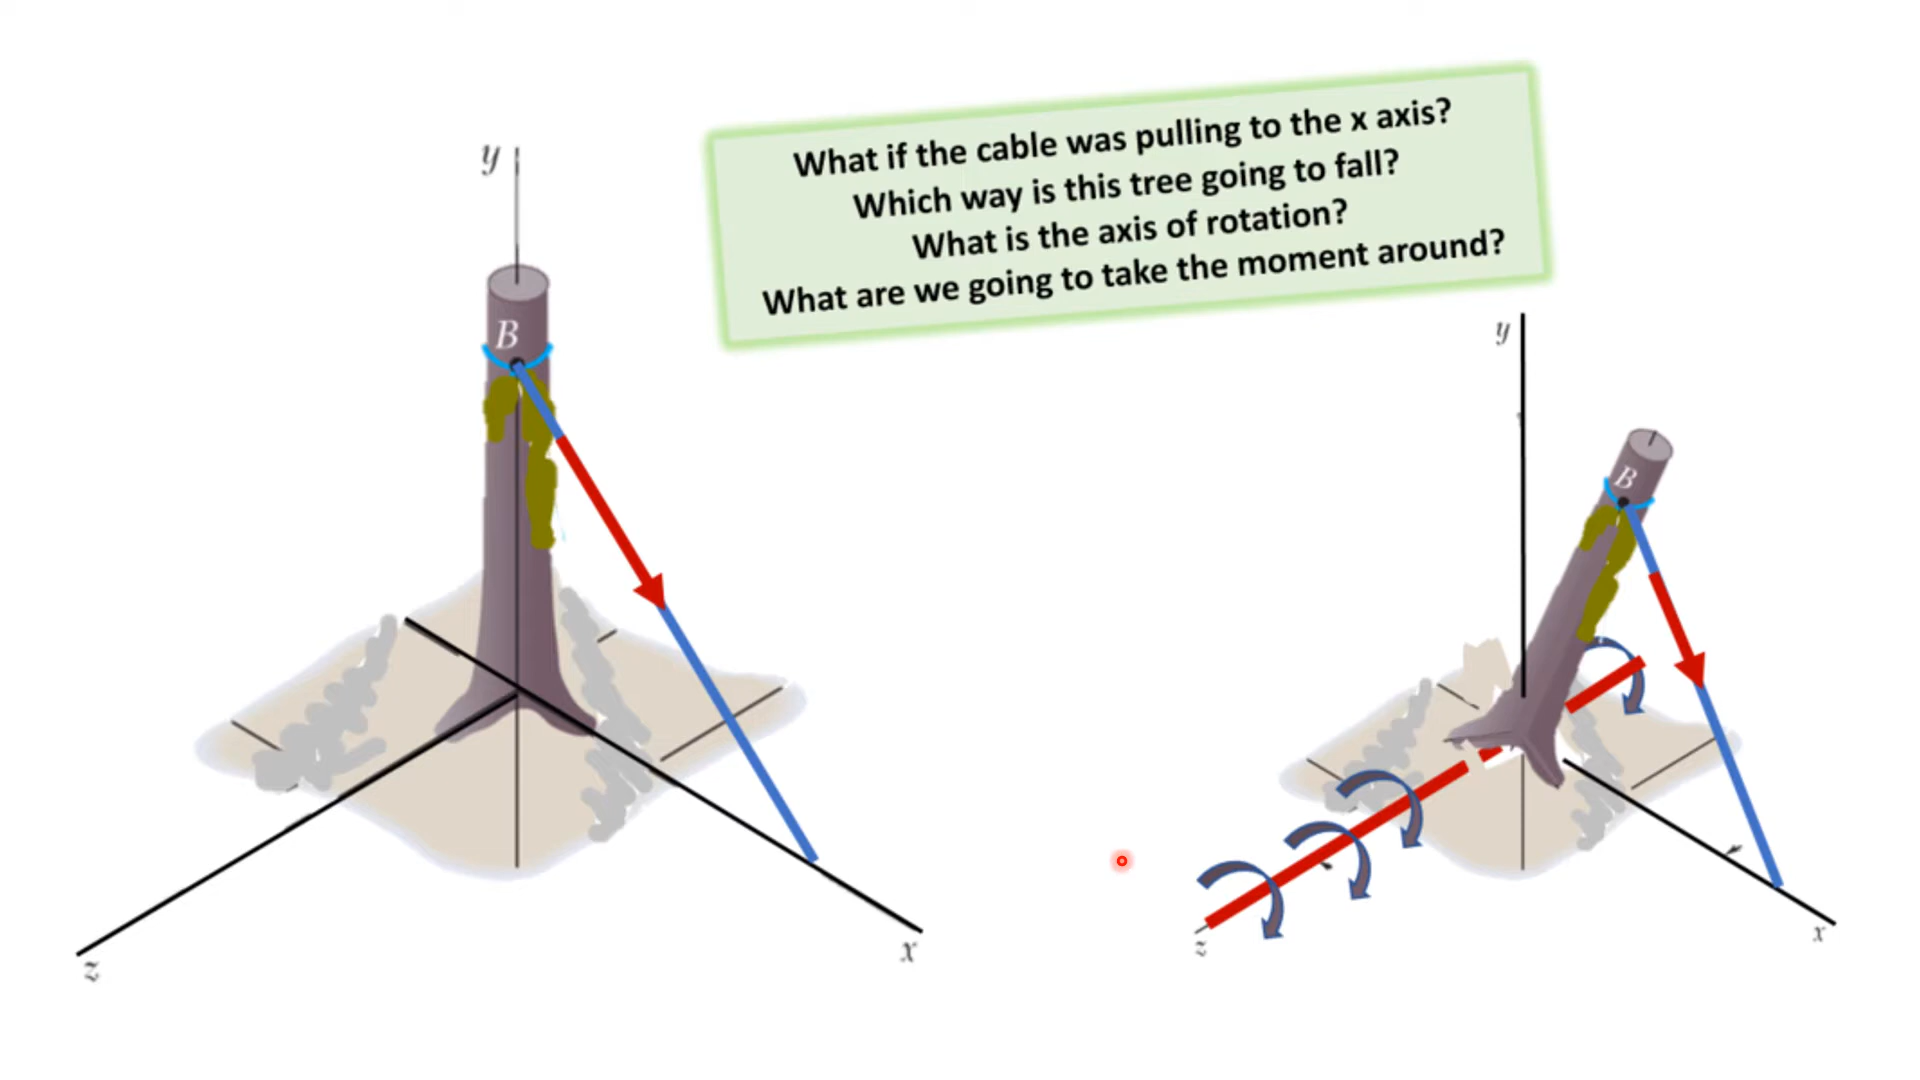 What if the cable was pulling to the x axis?
Which way is this tree going to fall?
What is the axis of rotation?
What are we going to take the moment around?
y
B
z
x
y
B
z
x